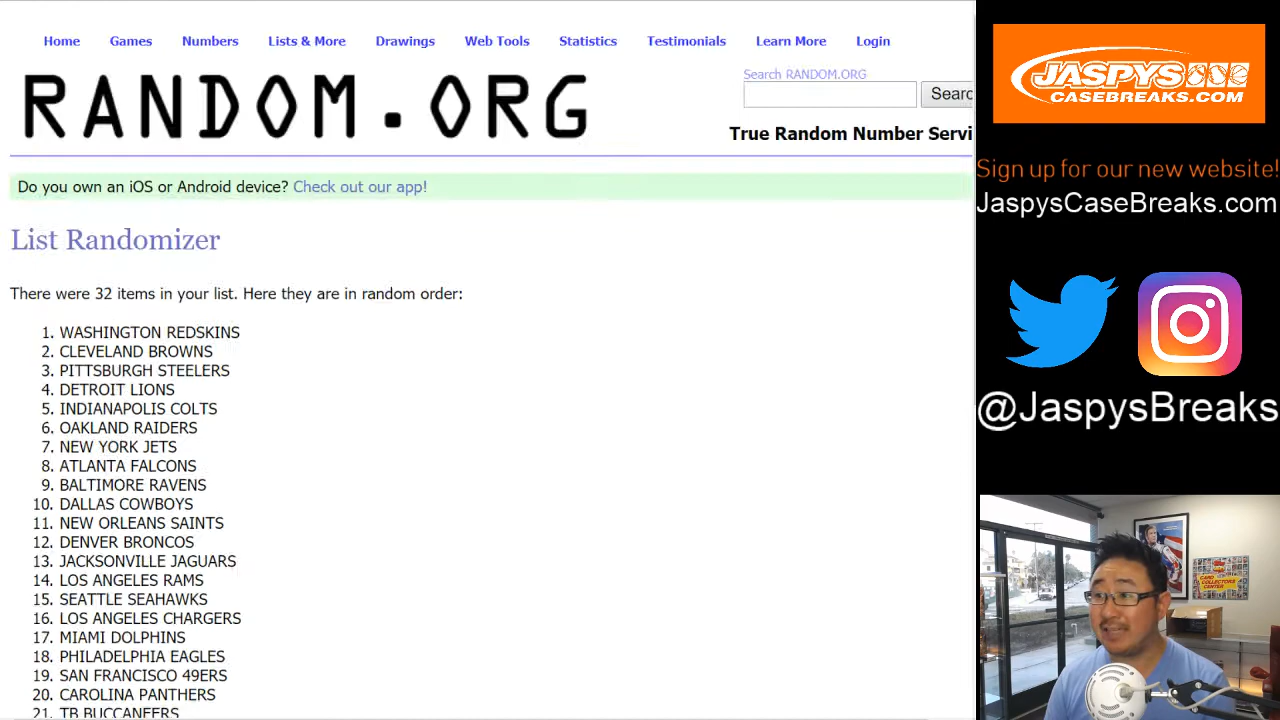 Home Games Numbers Lists & More Drawings Web Tools Statistics Testimonials Learn More Login
RANDOM.ORG
Search RANDOM.ORG
True Random Number Servi
Do you own an iOS or Android device? Check out our app!
List Randomizer
There were 32 items in your list. Here they are in random order:
1. WASHINGTON REDSKINS
2. CLEVELAND BROWNS
3. PITTSBURGH STEELERS
4. DETROIT LIONS
5. INDIANAPOLIS COLTS
6. OAKLAND RAIDERS
7. NEW YORK JETS
8. ATLANTA FALCONS
9. BALTIMORE RAVENS
10. DALLAS COWBOYS
11. NEW ORLEANS SAINTS
12. DENVER BRONCOS
13. JACKSONVILLE JAGUARS
14. LOS ANGELES RAMS
15. SEATTLE SEAHAWKS
16. LOS ANGELES CHARGERS
17. MIAMI DOLPHINS
18. PHILADELPHIA EAGLES
19. SAN FRANCISCO 49ERS
20. CAROLINA PANTHERS
21. TB BUCCANEERS
JASPYS
CASEBREAKS.COM
Sign up for our new website!
JaspysCaseBreaks.com
@JaspysBreaks
CARD
COLLECTORS
CENTER